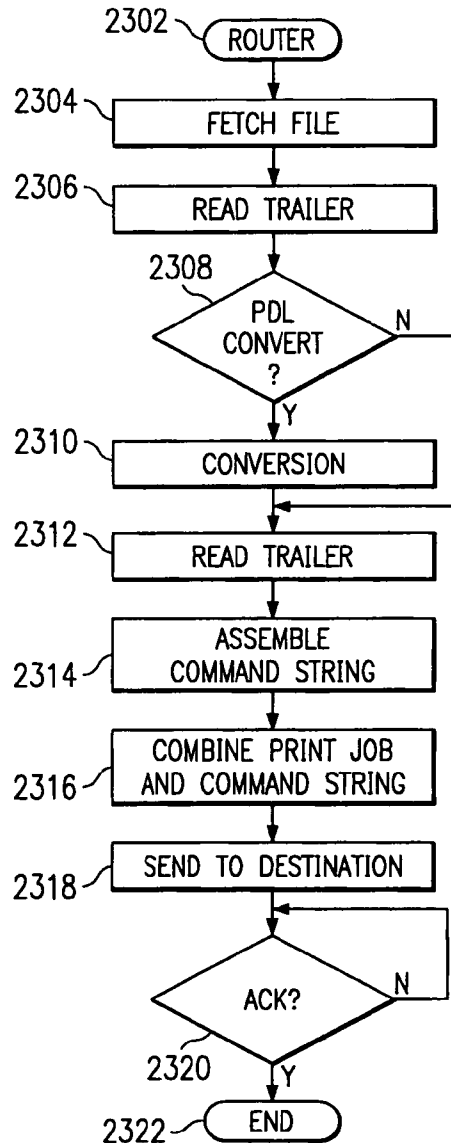 2302
ROUTER
2304
FETCH FILE
2306
READ TRAILER
2308
PDL
CONVERT
?
N
Y
2310
CONVERSION
2312
READ TRAILER
2314
ASSEMBLE
COMMAND STRING
2316
COMBINE PRINT JOB
AND COMMAND STRING
2318
SEND TO DESTINATION
ACK?
N
2320
Y
2322
END